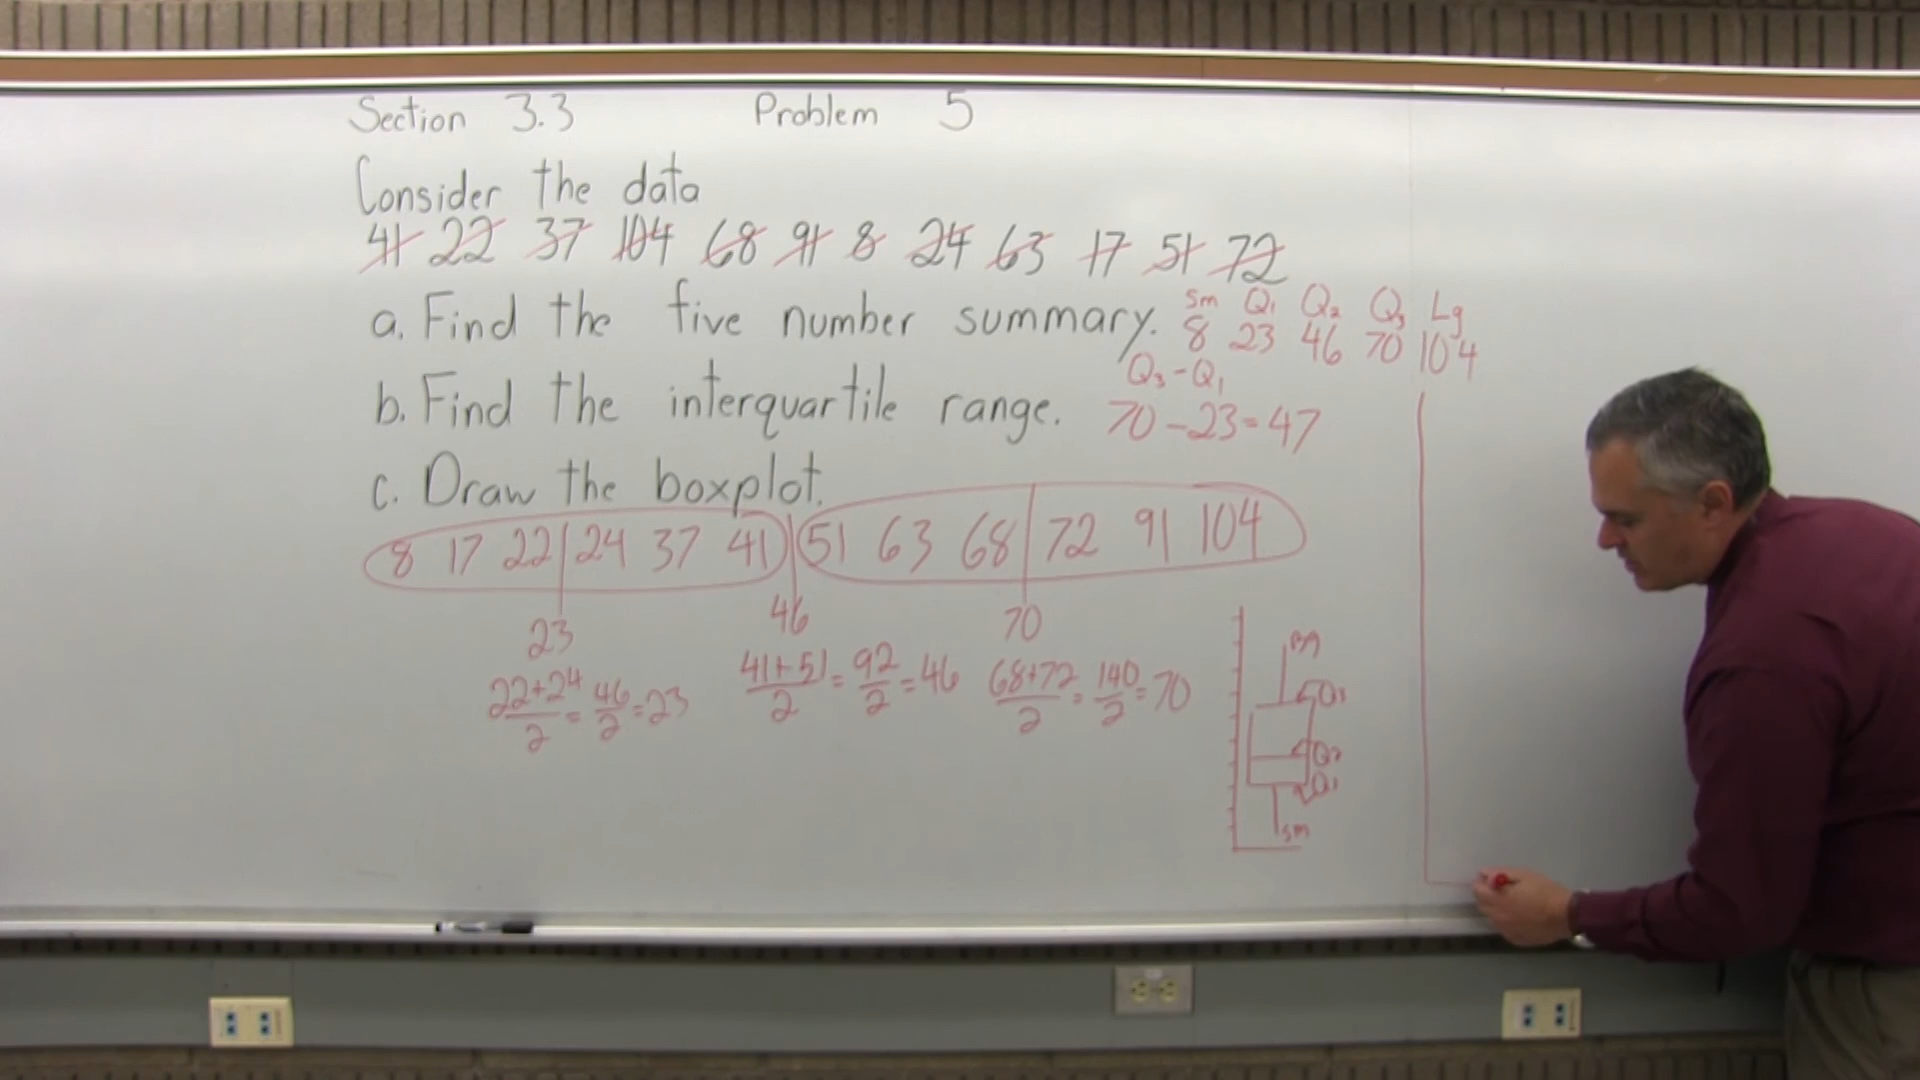 Section 3.3 Problem 5
Consider the data
41 22 37 104 68 91 8 24 63 17 51 72
a. Find the five number summary.
Sm Q₁ Q₂ Q₃ Lg
8 23 46 70 104
b. Find the interquartile range.
Q₃-Q₁
70-23=47
c. Draw the boxplot.
8 17 22 | 24 37 41 | 51 63 68 | 72 91 104
23 46 70
22+24/2 = 46/2 = 23
41+51/2 = 92/2 = 46
68+72/2 = 140/2 = 70
Q₂
Sm